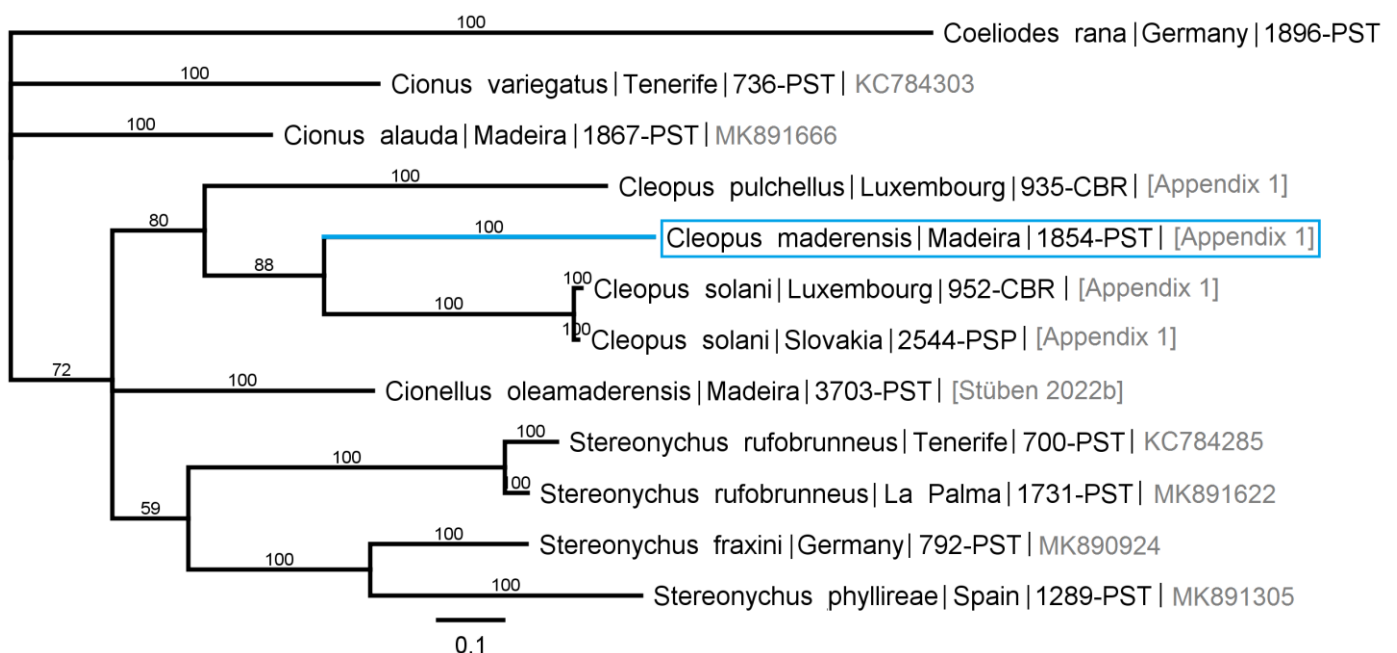 100
Coeliodes rana|Germany|1896-PST
100
Cionus variegatus|Tenerife|736-PST| KC784303
100
Cionus alauda|Madeira|1867-PST|MK891666
100
Cleopus pulchellus|Luxembourg|935-CBR| [Appendix 1]
80
100
Cleopus maderensis|Madeira|1854-PST| [Appendix 1]
88
100
Cleopus solani|Luxembourg|952-CBR | [Appendix 1]
100
100
Cleopus solani|Slovakia|2544-PSP| [Appendix 1]
72
100
Cionellus oleamaderensis|Madeira|3703-PST| [Stüben 2022b]
100
Stereonychus rufobrunneus|Tenerife|700-PST| KC784285
100
100
Stereonychus rufobrunneus|La Palma|1731-PST| MK891622
59
100
Stereonychus fraxini|Germany|792-PST| MK890924
100
100
Stereonychus phyllireae|Spain|1289-PST| MK891305
0.1